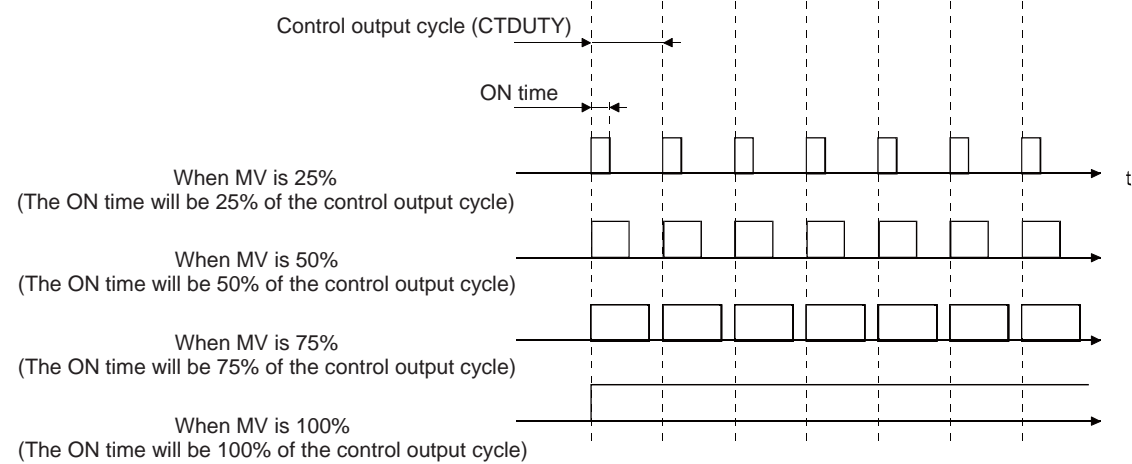 Control output cycle (CTDUTY)
ON time
When MV is 25%
(The ON time will be 25% of the control output cycle)
t
When MV is 50%
(The ON time will be 50% of the control output cycle)
When MV is 75%
(The ON time will be 75% of the control output cycle)
When MV is 100%
(The ON time will be 100% of the control output cycle)